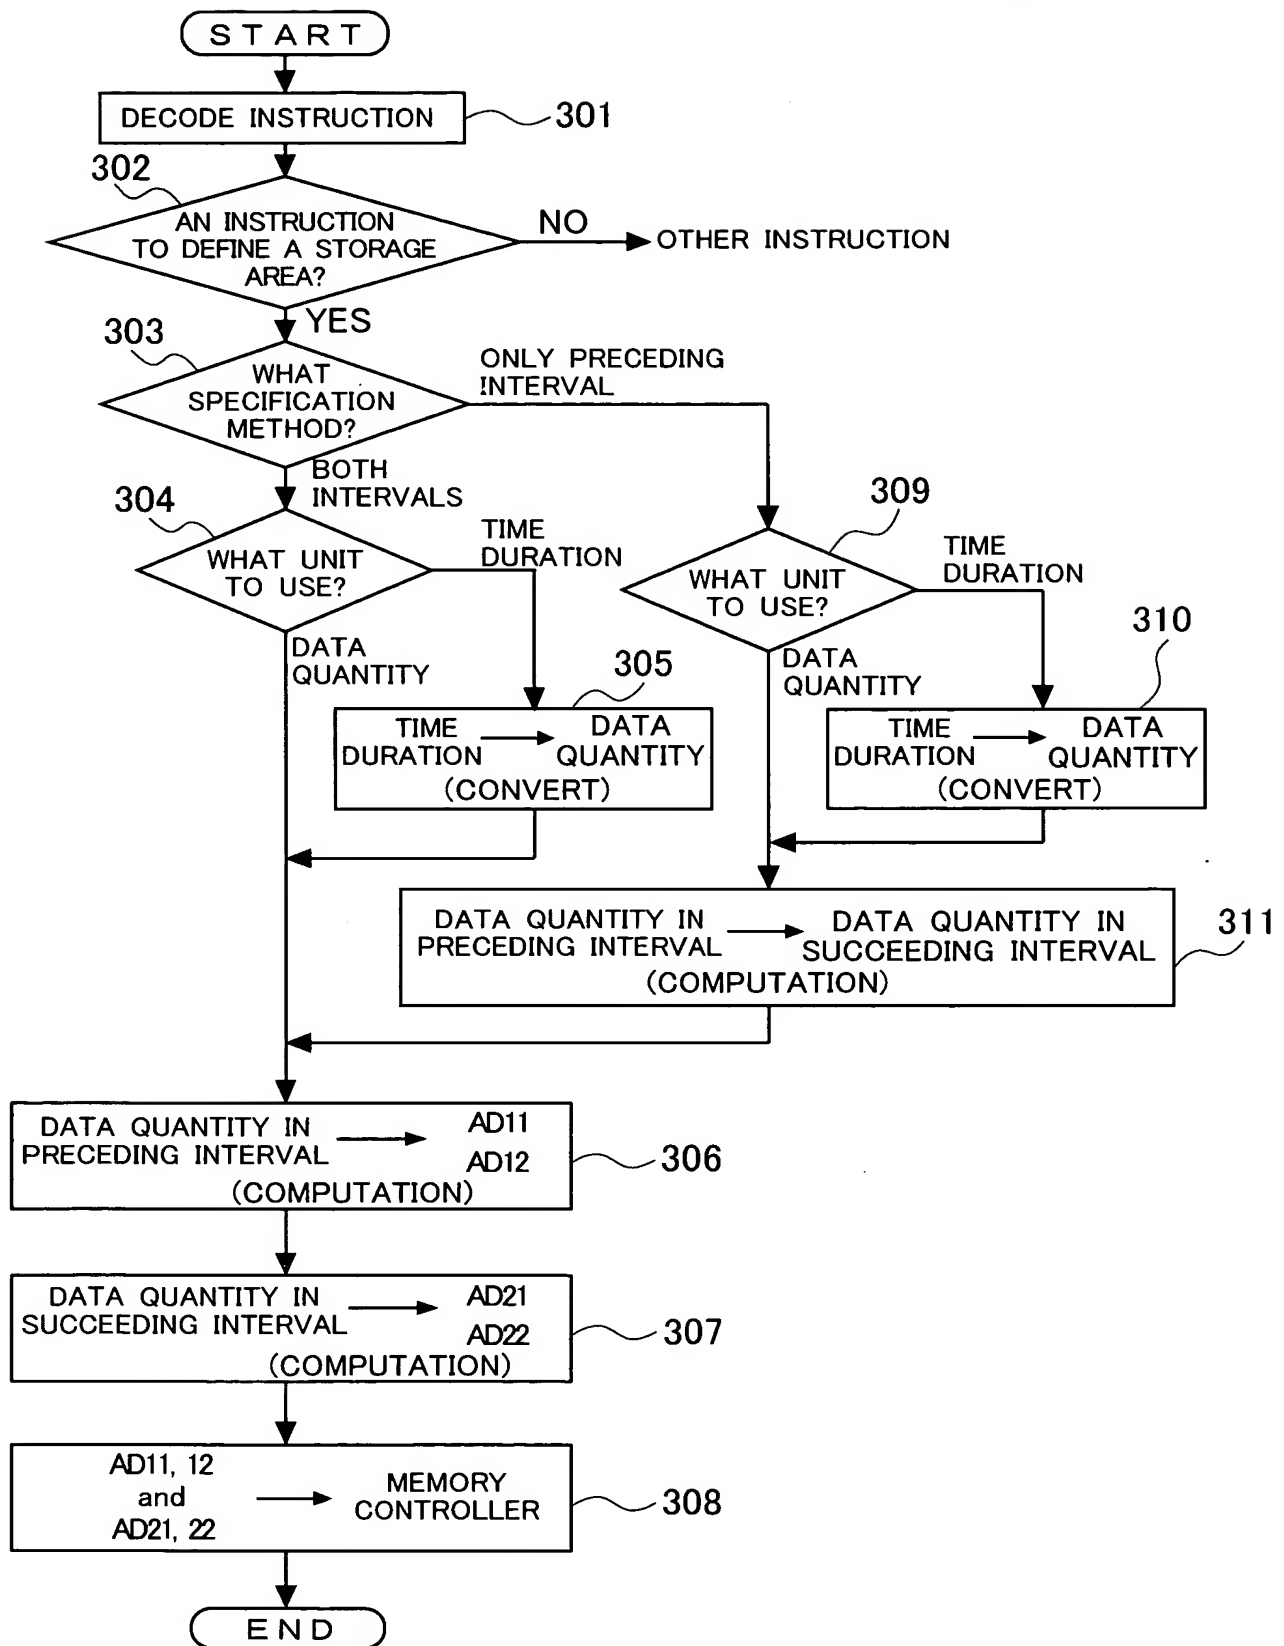 START
DECODE INSTRUCTION
301
302
AN INSTRUCTION
TO DEFINE A STORAGE
AREA?
NO
OTHER INSTRUCTION
YES
303
WHAT
SPECIFICATION
METHOD?
ONLY PRECEDING
INTERVAL
BOTH
INTERVALS
304
WHAT UNIT
TO USE?
TIME
DURATION
309
WHAT UNIT
TO USE?
TIME
DURATION
DATA
QUANTITY
305
TIME DATA
DURATION QUANTITY
(CONVERT)
DATA
QUANTITY
310
TIME DATA
DURATION QUANTITY
(CONVERT)
DATA QUANTITY IN DATA QUANTITY IN
PRECEDING INTERVAL SUCCEEDING INTERVAL
(COMPUTATION)
311
DATA QUANTITY IN AD11
PRECEDING INTERVAL AD12
(COMPUTATION)
306
DATA QUANTITY IN AD21
SUCCEEDING INTERVAL AD22
(COMPUTATION)
307
AD11, 12
and
AD21, 22
MEMORY
CONTROLLER
308
END